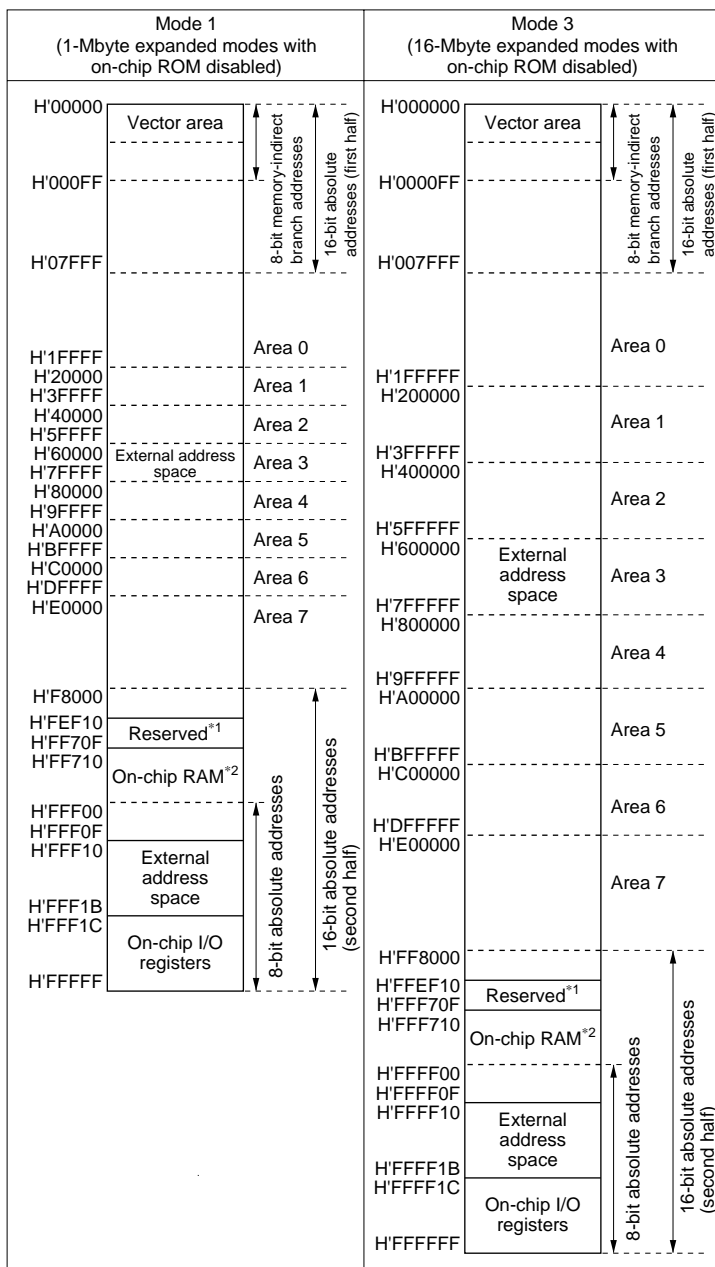 Mode 1
(1-Mbyte expanded modes with
on-chip ROM disabled)
H'00000
Vector area
H'000FF
H'07FFF
8-bit memory-indirect
branch addresses
16-bit absolute
addresses (first half)
H'1FFFF
Area 0
H'20000
H'3FFFF
Area 1
H'40000
H'5FFFF
Area 2
H'60000
H'7FFFF
External address
space
Area 3
H'80000
H'9FFFF
Area 4
H'A0000
H'BFFFF
Area 5
H'C0000
H'DFFFF
Area 6
H'E0000
Area 7
H'F8000
H'FEF10
Reserved*1
H'FF70F
H'FF710
On-chip RAM*2
H'FFF00
H'FFF0F
H'FFF10
External
address
space
H'FFF1B
H'FFF1C
On-chip I/O
registers
H'FFFFF
8-bit absolute addresses
16-bit absolute addresses
(second half)
Mode 3
(16-Mbyte expanded modes with
on-chip ROM disabled)
H'000000
Vector area
H'0000FF
H'007FFF
8-bit memory-indirect
branch addresses
16-bit absolute
addresses (first half)
Area 0
H'1FFFFF
H'200000
Area 1
H'3FFFFF
H'400000
Area 2
H'5FFFFF
H'600000
External
address
space
Area 3
H'7FFFFF
H'800000
Area 4
H'9FFFFF
H'A00000
Area 5
H'BFFFFF
H'C00000
Area 6
H'DFFFFF
H'E00000
Area 7
H'FF8000
H'FFEF10
Reserved*1
H'FFF70F
H'FFF710
On-chip RAM*2
H'FFFF00
H'FFFF0F
H'FFFF10
External
address
space
H'FFFF1B
H'FFFF1C
On-chip I/O
registers
H'FFFFFF
8-bit absolute addresses
16-bit absolute addresses
(second half)